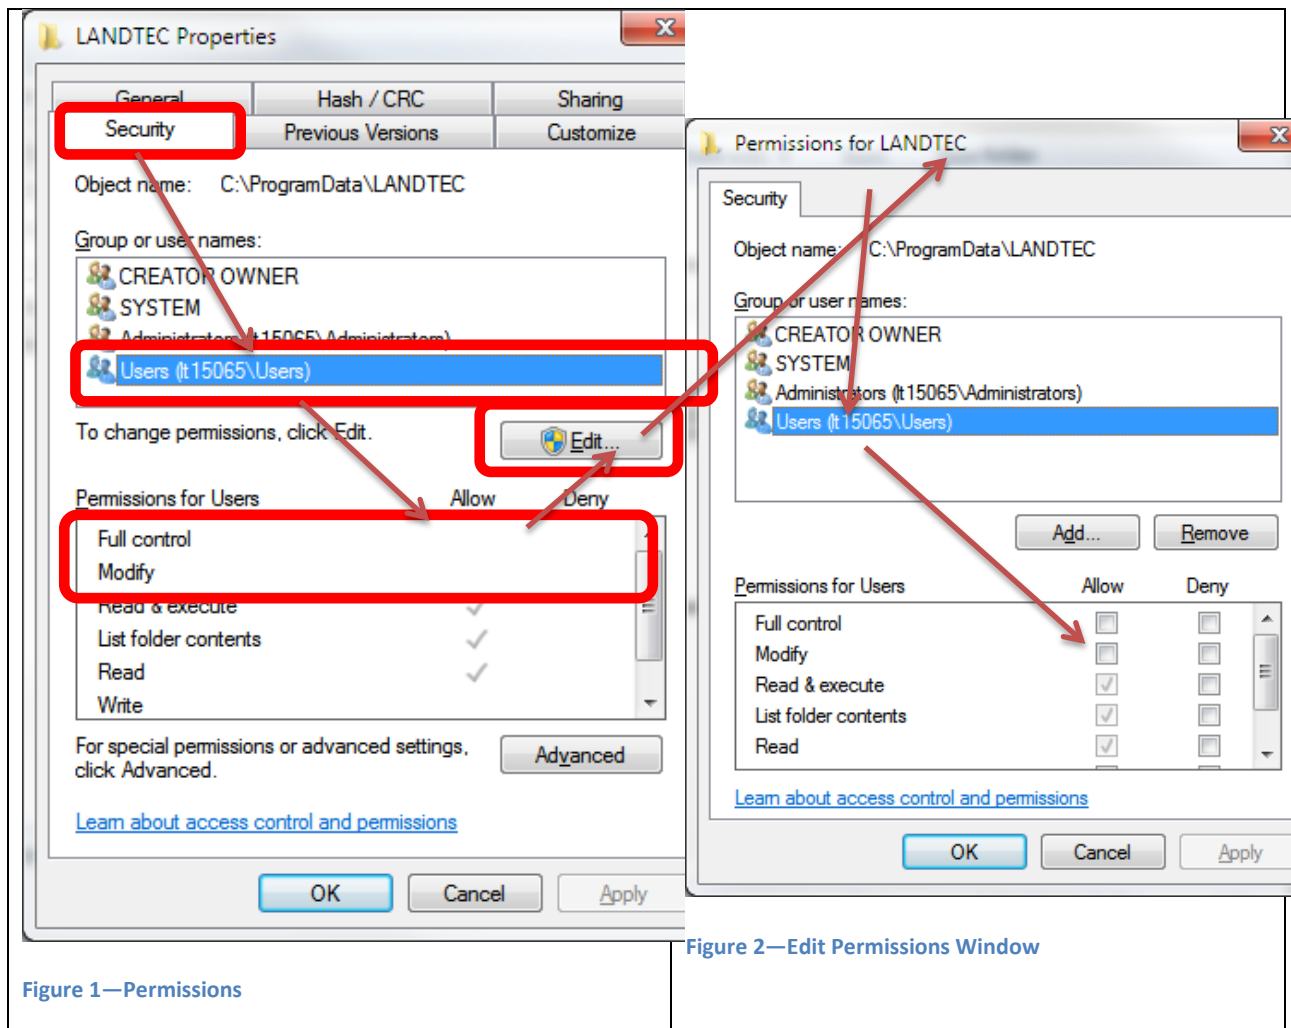 LANDTEC Properties
General Hash / CRC Sharing
Security Previous Versions Customize
Object name: C:\ProgramData\LANDTEC
Group or user names:
CREATOR OWNER
SYSTEM
Administrators (lt15065\Administrators)
Users (lt15065\Users)
To change permissions, click Edit.
Edit...
Permissions for Users Allow Deny
Full control
Modify
Read & execute
List folder contents
Read
Write
For special permissions or advanced settings,
click Advanced.
Advanced
Learn about access control and permissions
OK Cancel Apply
Figure 1—Permissions
Permissions for LANDTEC
Security
Object name: C:\ProgramData\LANDTEC
Group or user names:
CREATOR OWNER
SYSTEM
Administrators (lt15065\Administrators)
Users (lt15065\Users)
Add... Remove
Permissions for Users Allow Deny
Full control
Modify
Read & execute
List folder contents
Read
Learn about access control and permissions
OK Cancel Apply
Figure 2—Edit Permissions Window